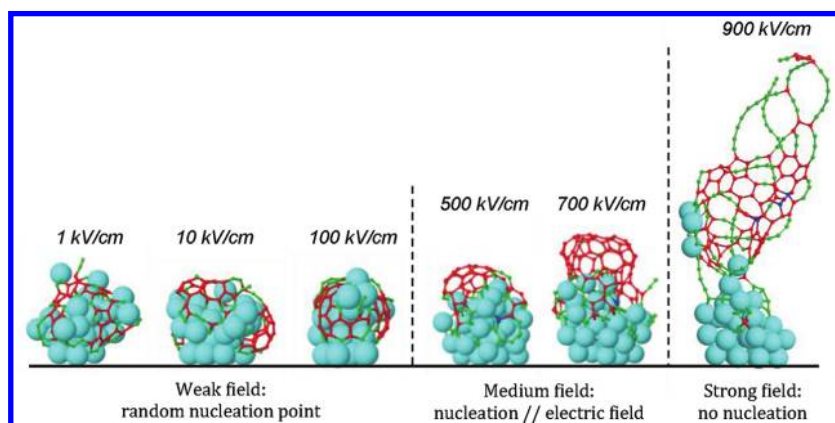 900 kV/cm
500 kV/cm
700 kV/cm
1 kV/cm
10 kV/cm
100 kV/cm
Weak field:
random nucleation point
Medium field:
nucleation // electric field
Strong field:
no nucleation